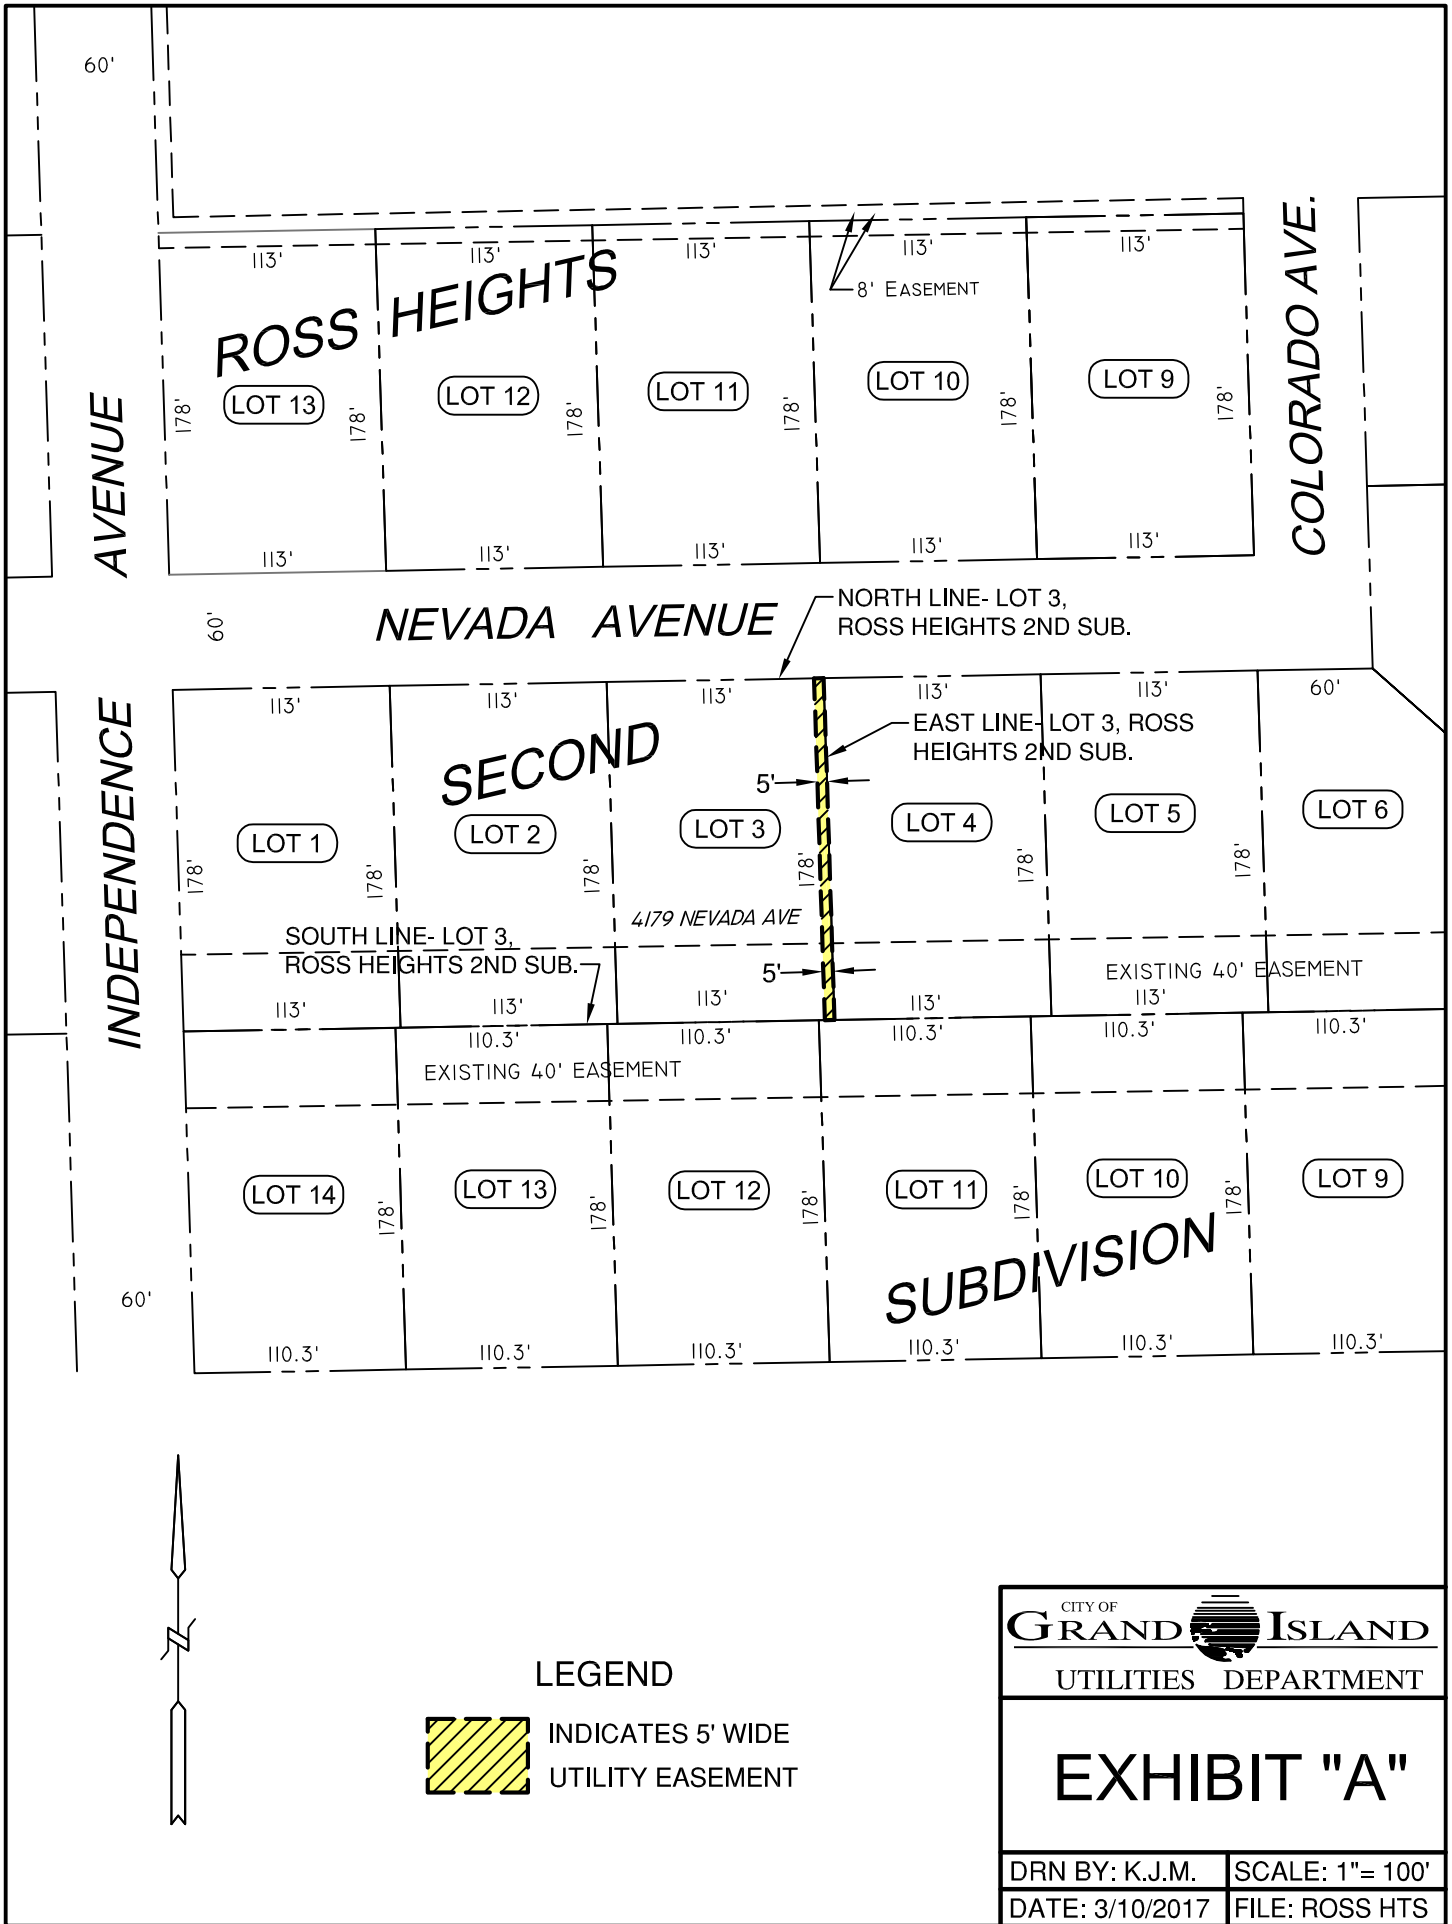 60'
113'
113'
113'
113'
113'
8' EASEMENT
ROSS HEIGHTS
COLORADO AVE.
LOT 13
LOT 12
LOT 11
LOT 10
LOT 9
178'
178'
178'
178'
178'
178'
113'
113'
113'
113'
113'
INDEPENDENCE AVENUE
60'
NEVADA AVENUE
NORTH LINE- LOT 3,
ROSS HEIGHTS 2ND SUB.
113'
113'
113'
113'
113'
60'
EAST LINE- LOT 3, ROSS
HEIGHTS 2ND SUB.
SECOND
5'
LOT 1
LOT 2
LOT 3
LOT 4
LOT 5
LOT 6
178'
178'
178'
178'
178'
178'
4179 NEVADA AVE
SOUTH LINE- LOT 3,
ROSS HEIGHTS 2ND SUB.
5'
EXISTING 40' EASEMENT
113'
113'
113'
113'
113'
110.3'
110.3'
110.3'
110.3'
110.3'
EXISTING 40' EASEMENT
LOT 14
LOT 13
LOT 12
LOT 11
LOT 10
LOT 9
178'
178'
178'
178'
178'
SUBDIVISION
60'
110.3'
110.3'
110.3'
110.3'
110.3'
110.3'
N
LEGEND
INDICATES 5' WIDE
UTILITY EASEMENT
CITY OF
GRAND ISLAND
UTILITIES DEPARTMENT
EXHIBIT "A"
DRN BY: K.J.M.
SCALE: 1"= 100'
DATE: 3/10/2017
FILE: ROSS HTS